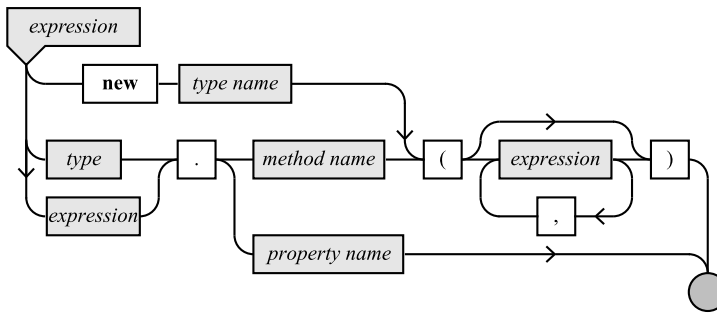 expression
new type name
type . method name ( expression )
expression ,
property name